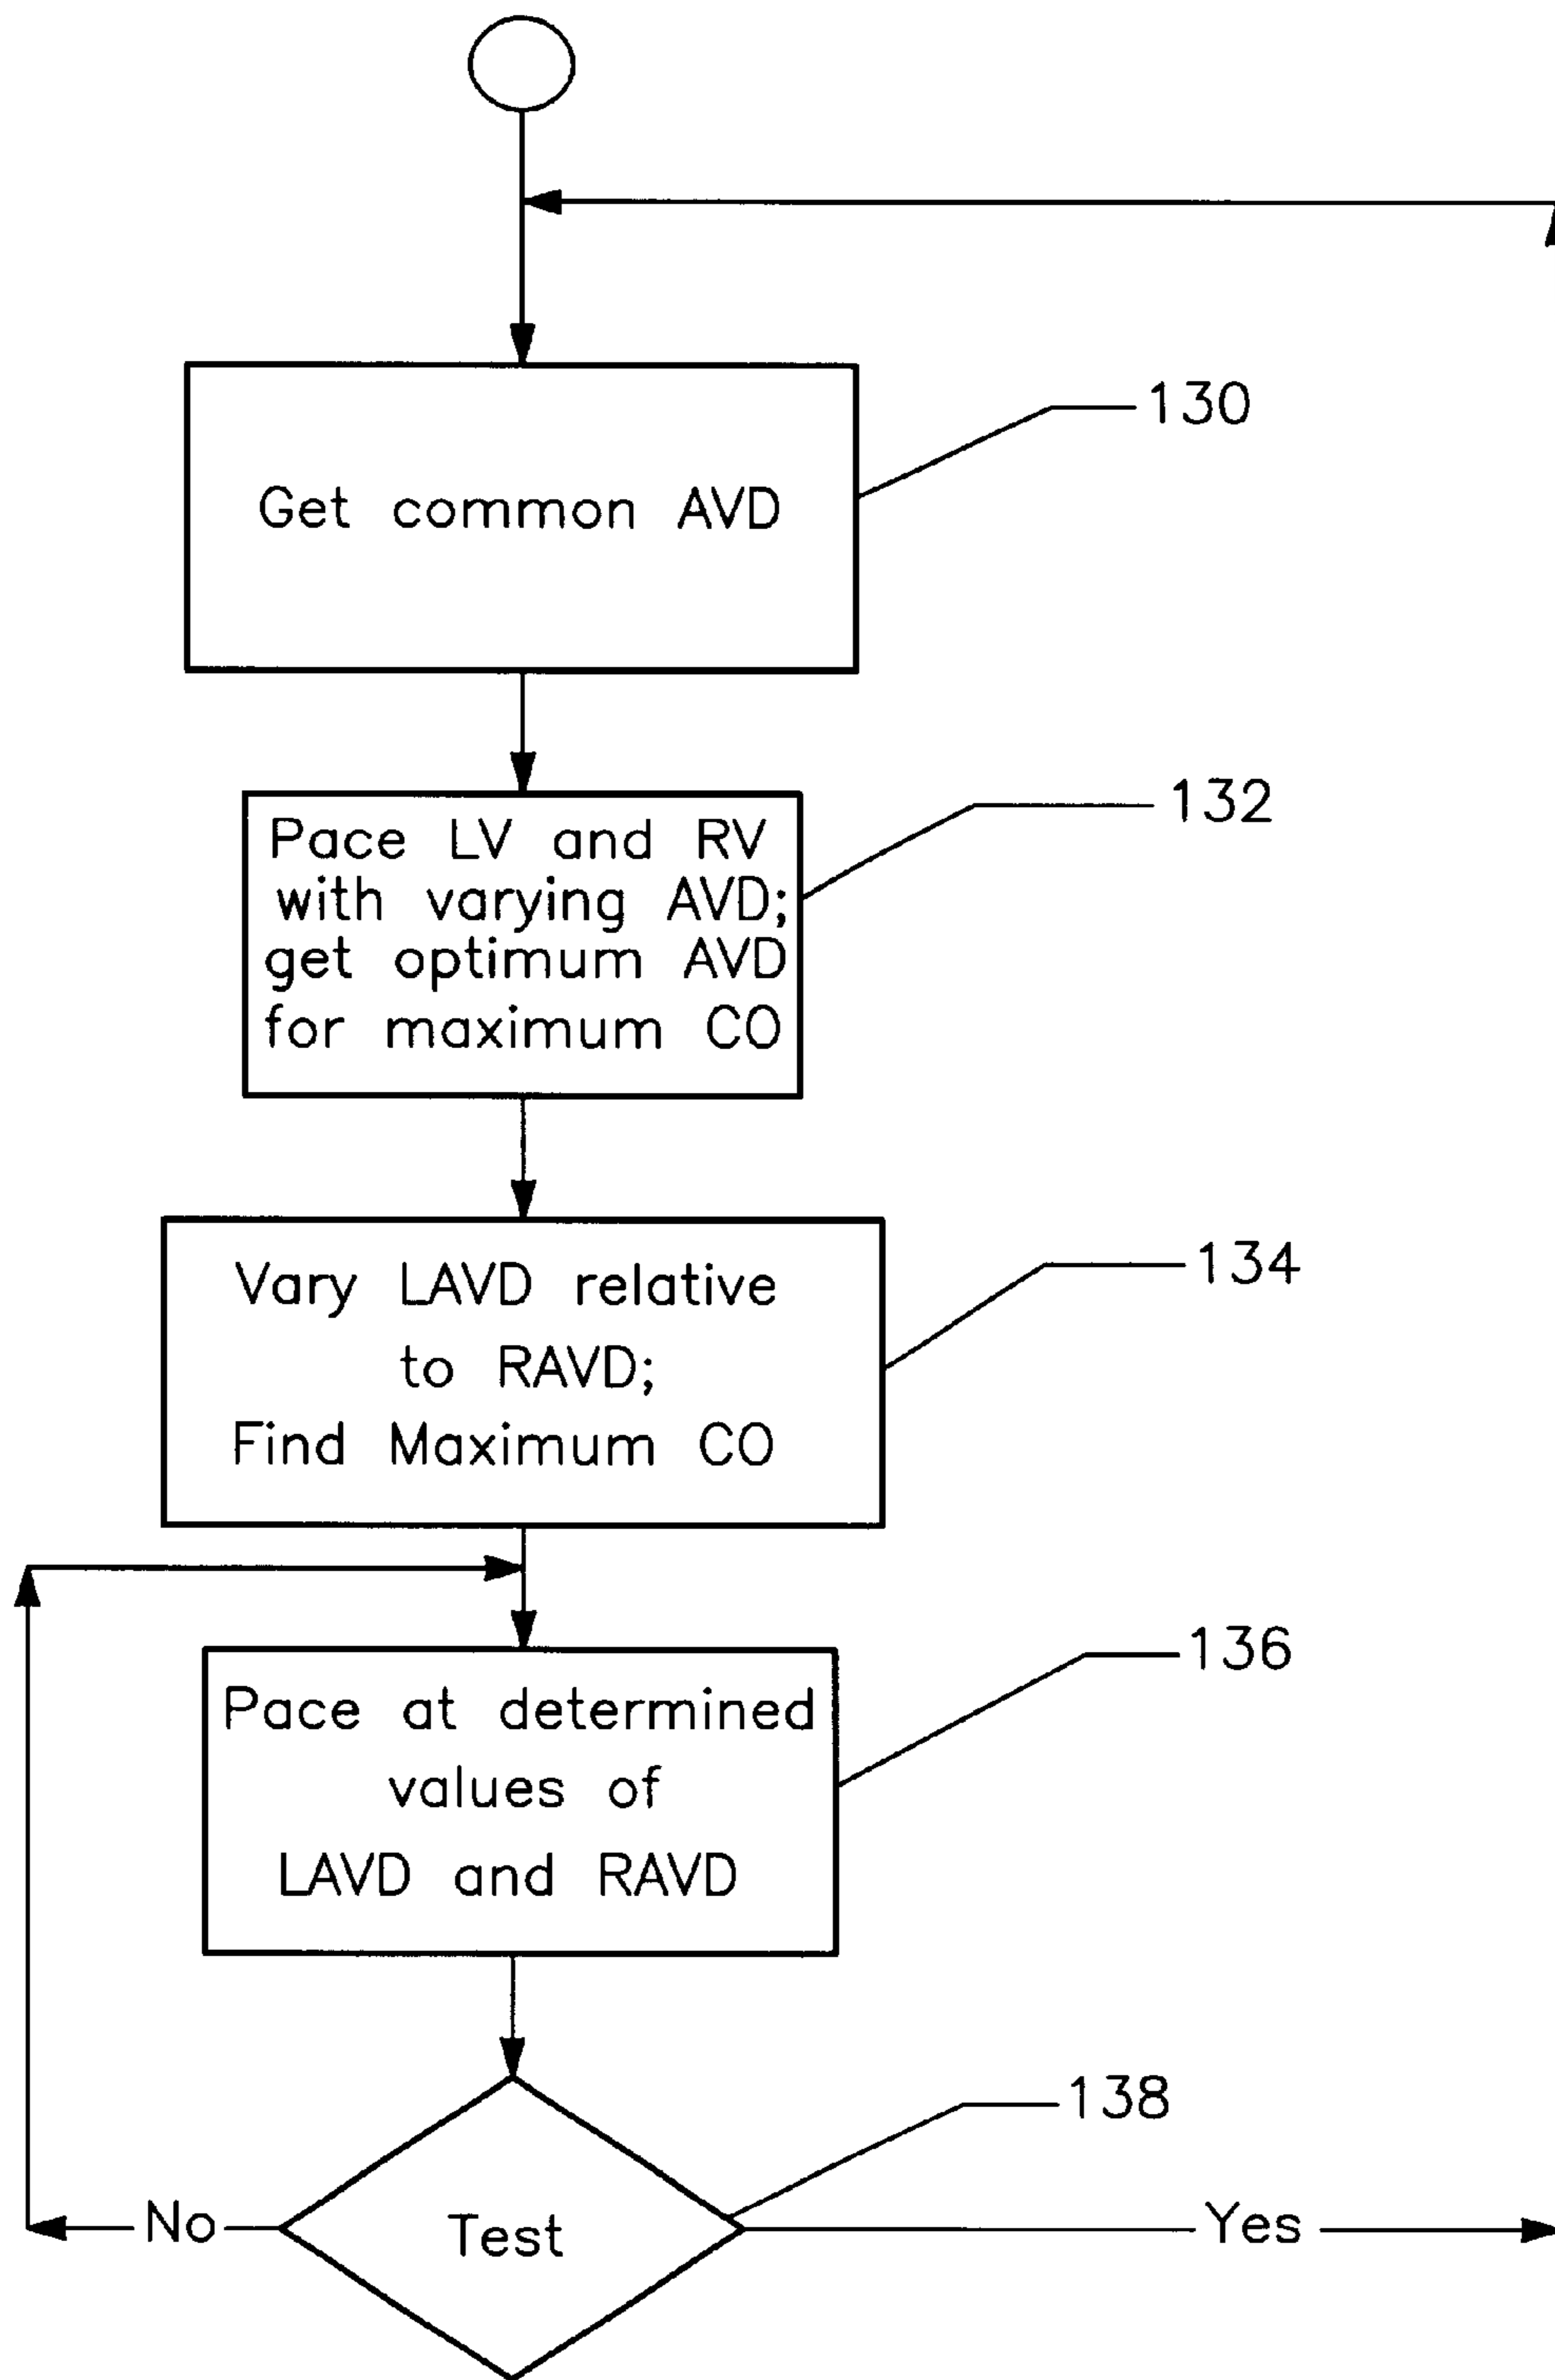 130
Get common AVD
132
Pace LV and RV
with varying AVD;
get optimum AVD
for maximum CO
134
Vary LAVD relative
to RAVD;
Find Maximum CO
136
Pace at determined
values of
LAVD and RAVD
138
No
Test
Yes